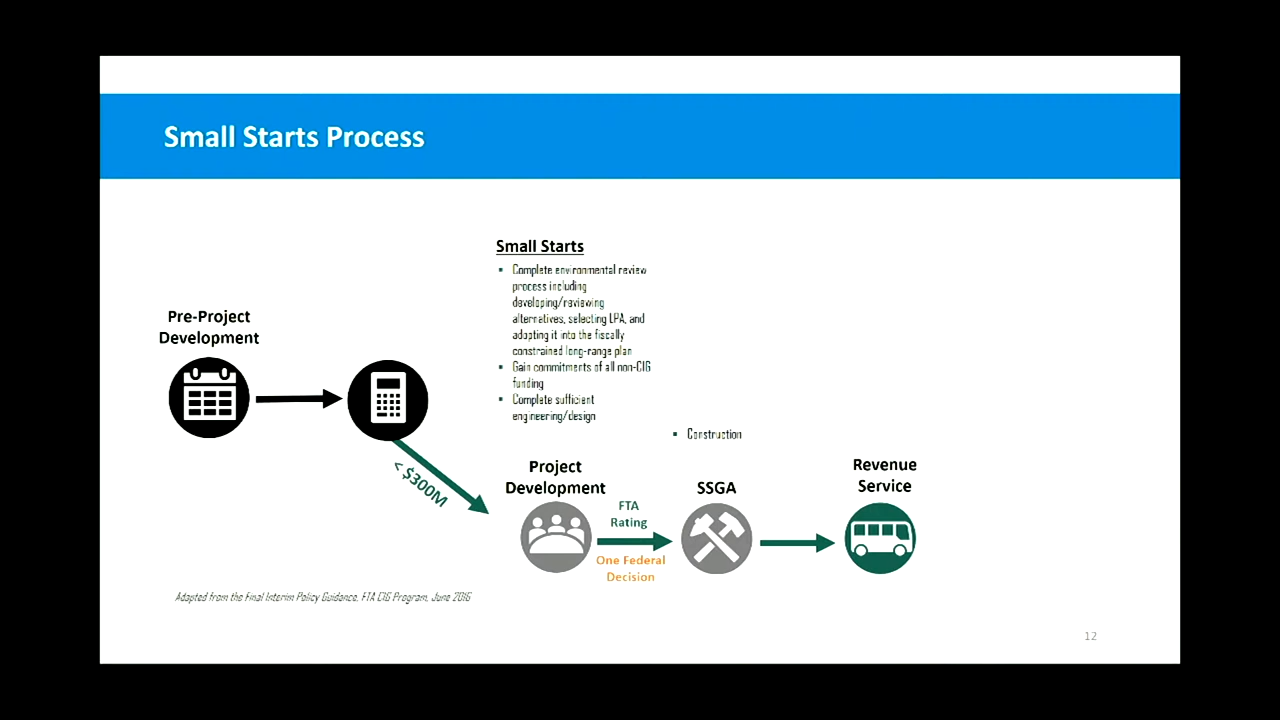 Small Starts Process
Small Starts
▪ Complete environmental review
process including
developing/reviewing
alternatives, selecting LPA, and
adopting it into the fiscally
constrained long-range plan
▪ Gain commitments of all non-CIG
funding
▪ Complete sufficient
engineering/design
▪ Construction
Pre-Project
Development
< $300M
Project
Development
FTA
Rating
One Federal
Decision
SSGA
Revenue
Service
Adapted from the Final Interim Policy Guidance, FTA CIG Program, June 2016
12